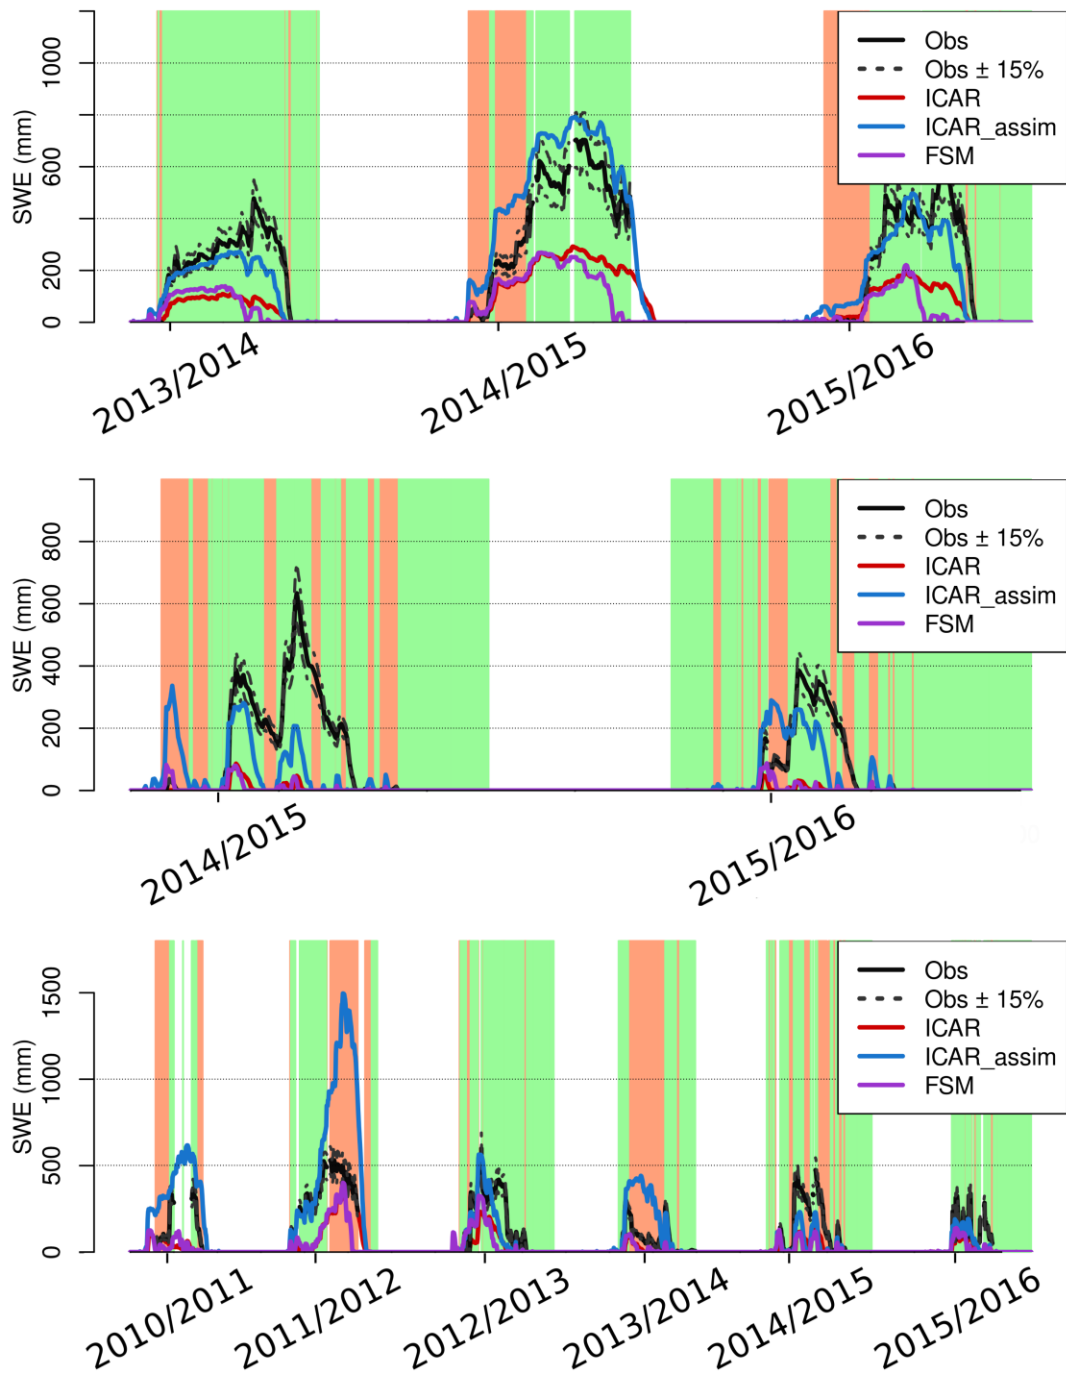 SWE (mm)
0
200
600
1000
Obs
Obs ± 15%
ICAR
ICAR_assim
FSM
2013/2014
2014/2015
2015/2016
SWE (mm)
0
200
400
600
800
Obs
Obs ± 15%
ICAR
ICAR_assim
FSM
2014/2015
2015/2016
SWE (mm)
0
500
1000
1500
Obs
Obs ± 15%
ICAR
ICAR_assim
FSM
2010/2011
2011/2012
2012/2013
2013/2014
2014/2015
2015/2016